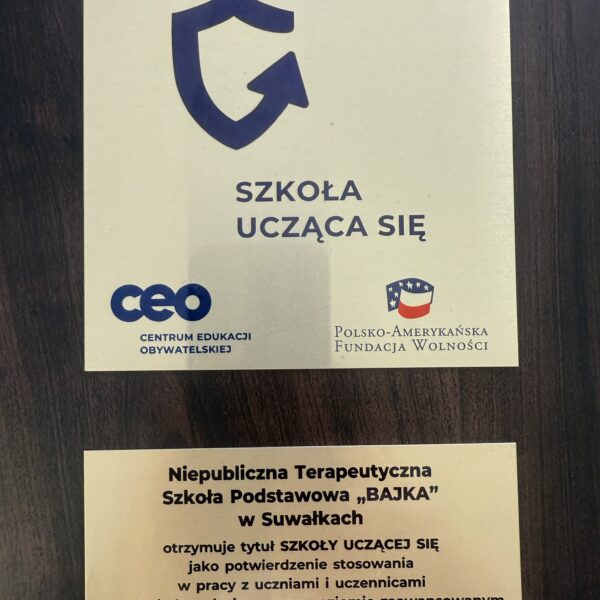 SZKOŁA
UCZĄCA SIĘ
ceo
CENTRUM EDUKACJI
OBYWATELSKIEJ
POLSKO-AMERYKAŃSKA
FUNDACJA WOLNOŚCI
Niepubliczna Terapeutyczna
Szkoła Podstawowa „BAJKA”
w Suwałkach
otrzymuje tytuł SZKOŁY UCZĄCEJ SIĘ
jako potwierdzenie stosowania
w pracy z uczniami i uczennicami